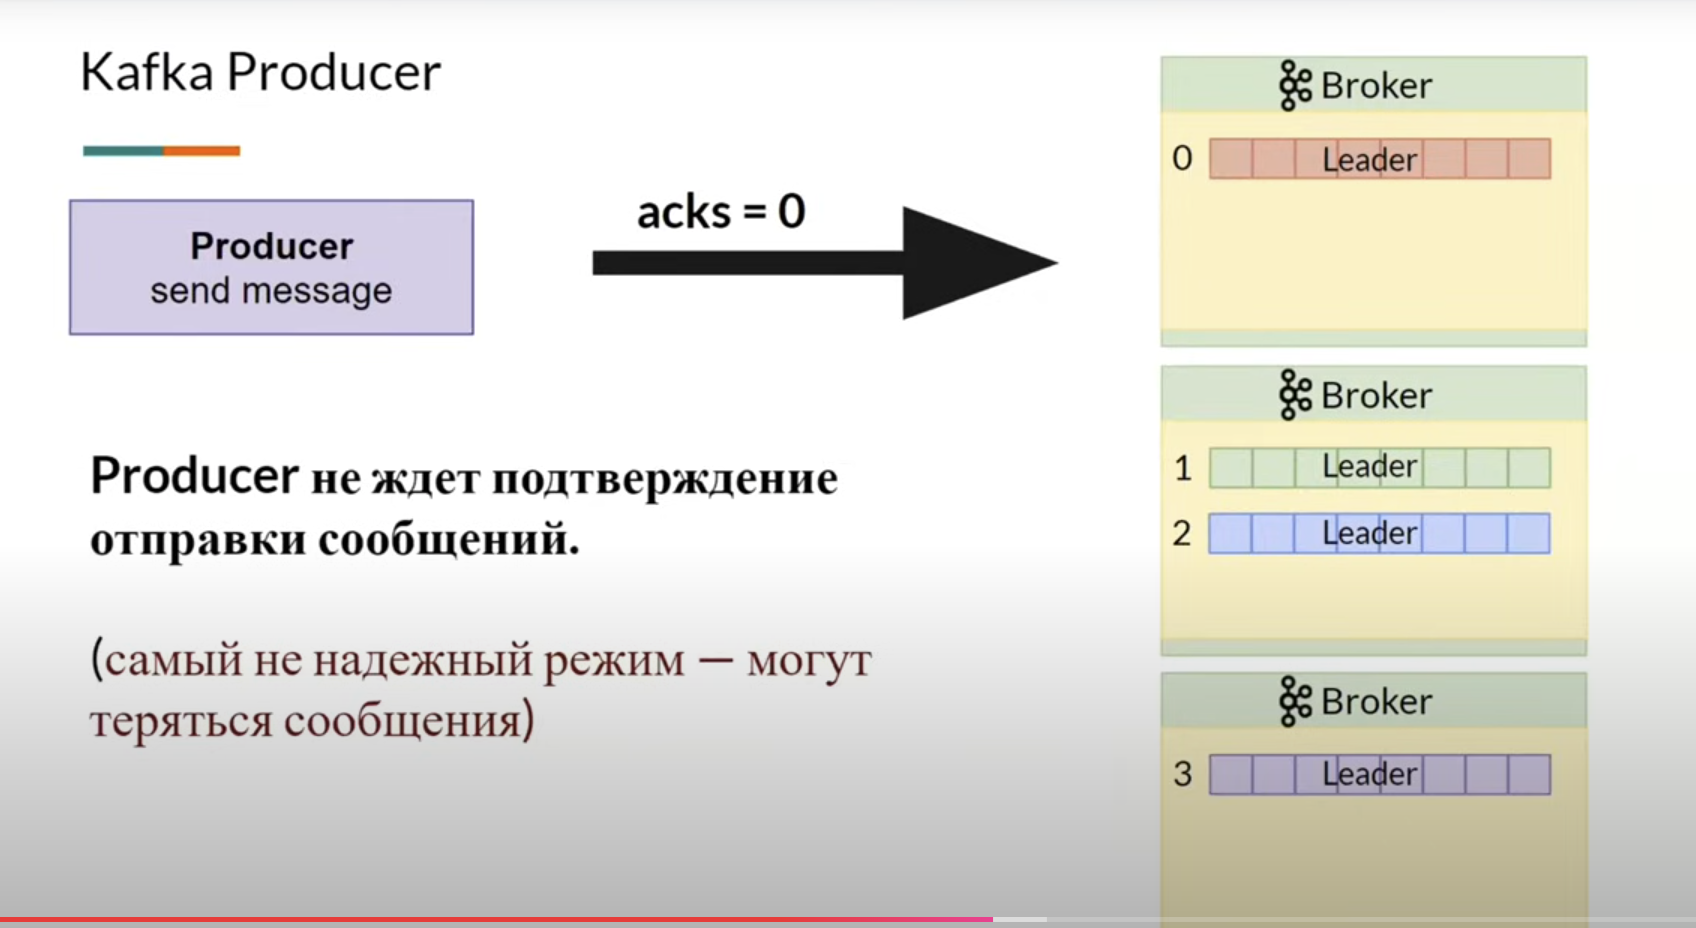 Kafka Producer
Producer
send message
acks = 0
Producer не ждет подтверждение
отправки сообщений.
(самый не надежный режим — могут
теряться сообщения)
Broker
0 Leader
Broker
1 Leader
2 Leader
Broker
3 Leader